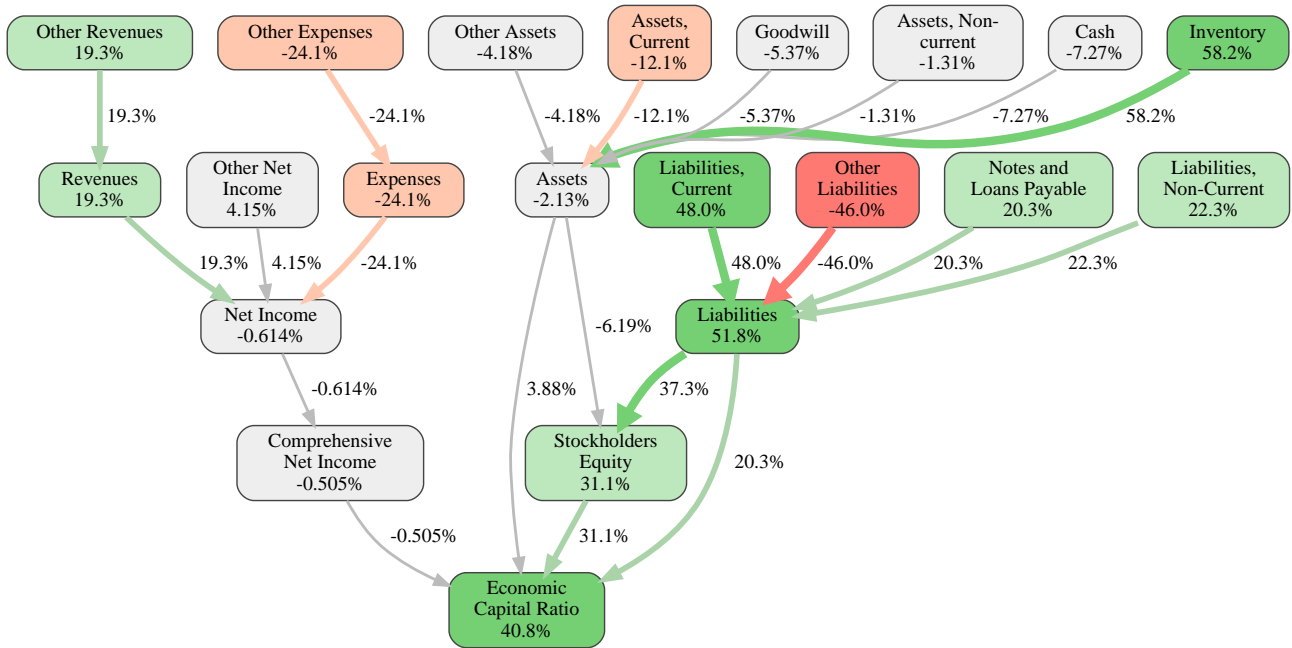 Other Revenues
19.3%
Other Expenses
-24.1%
Other Assets
-4.18%
Assets,
Current
-12.1%
Goodwill
-5.37%
Assets, Non-
current
-1.31%
Cash
-7.27%
Inventory
58.2%
19.3%
-24.1%
-4.18%
-12.1%
-5.37%
-1.31%
-7.27%
58.2%
Revenues
19.3%
Other Net
Income
4.15%
Expenses
-24.1%
Assets
-2.13%
Liabilities,
Current
48.0%
Other
Liabilities
-46.0%
Notes and
Loans Payable
20.3%
Liabilities,
Non-Current
22.3%
19.3%
4.15%
-24.1%
48.0%
-46.0%
20.3%
22.3%
Net Income
-0.614%
-6.19%
Liabilities
51.8%
-0.614%
3.88%
37.3%
Comprehensive
Net Income
-0.505%
Stockholders
Equity
31.1%
20.3%
-0.505%
31.1%
Economic
Capital Ratio
40.8%